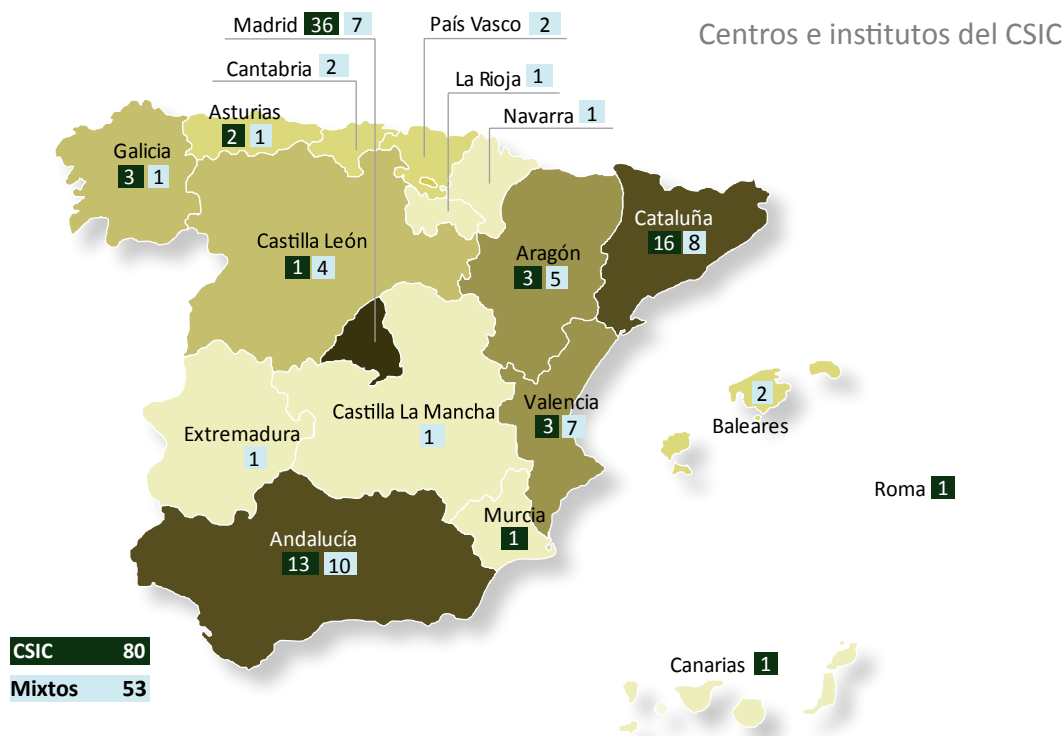 Centros e institutos del CSIC
Madrid 36 7
País Vasco 2
Cantabria 2
La Rioja 1
Navarra 1
Asturias
2 1
Galicia
3 1
Castilla León
1 4
Aragón
3 5
Cataluña
16 8
Castilla La Mancha
1
Valencia
3 7
2
Baleares
Extremadura
1
Roma 1
Murcia
1
Andalucía
13 10
Canarias 1
CSIC 80
Mixtos 53